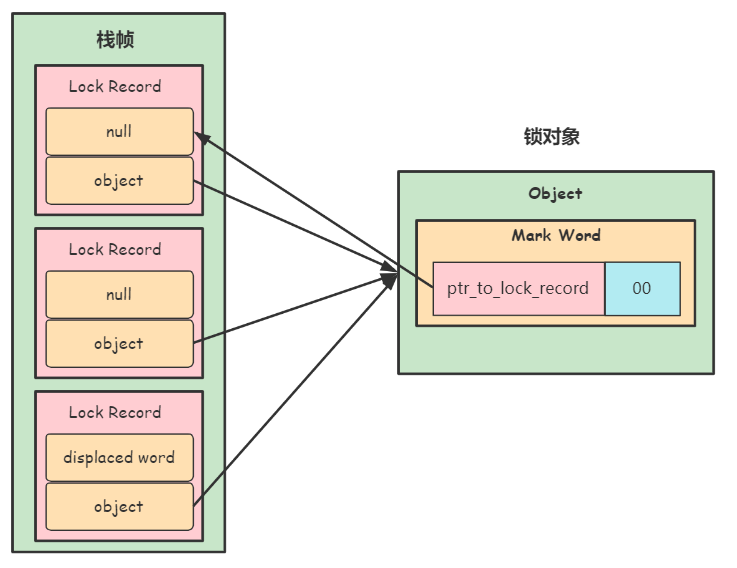 栈帧
Lock Record
null
object
Lock Record
null
object
Lock Record
displaced word
object
锁对象
Object
Mark Word
ptr_to_lock_record
00